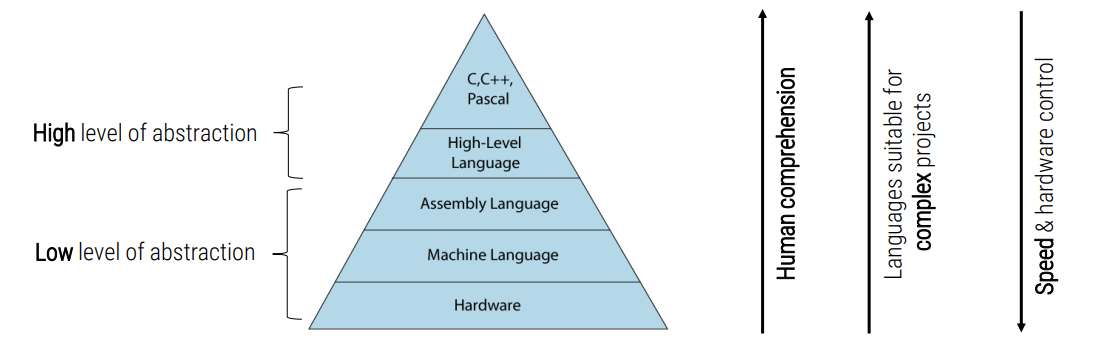 C,C++,
Pascal
High-Level
Language
Assembly Language
Machine Language
Hardware
High level of abstraction
Low level of abstraction
Human comprehension
Languages suitable for
complex projects
Speed & hardware control